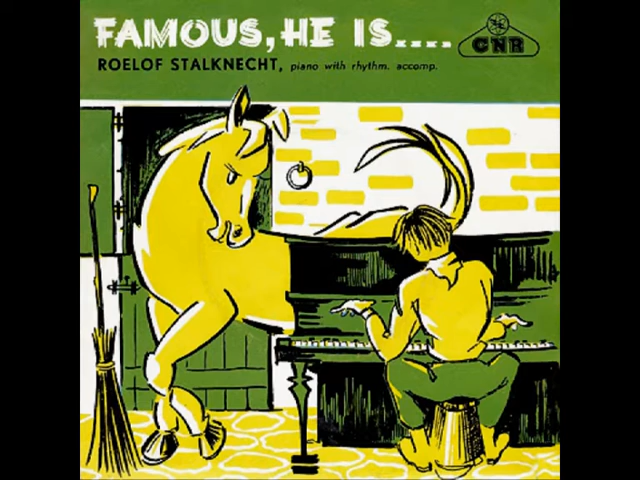 FAMOUS, HE IS....
CNR
ROELOF STALKNECHT, piano with rhythm. accomp.